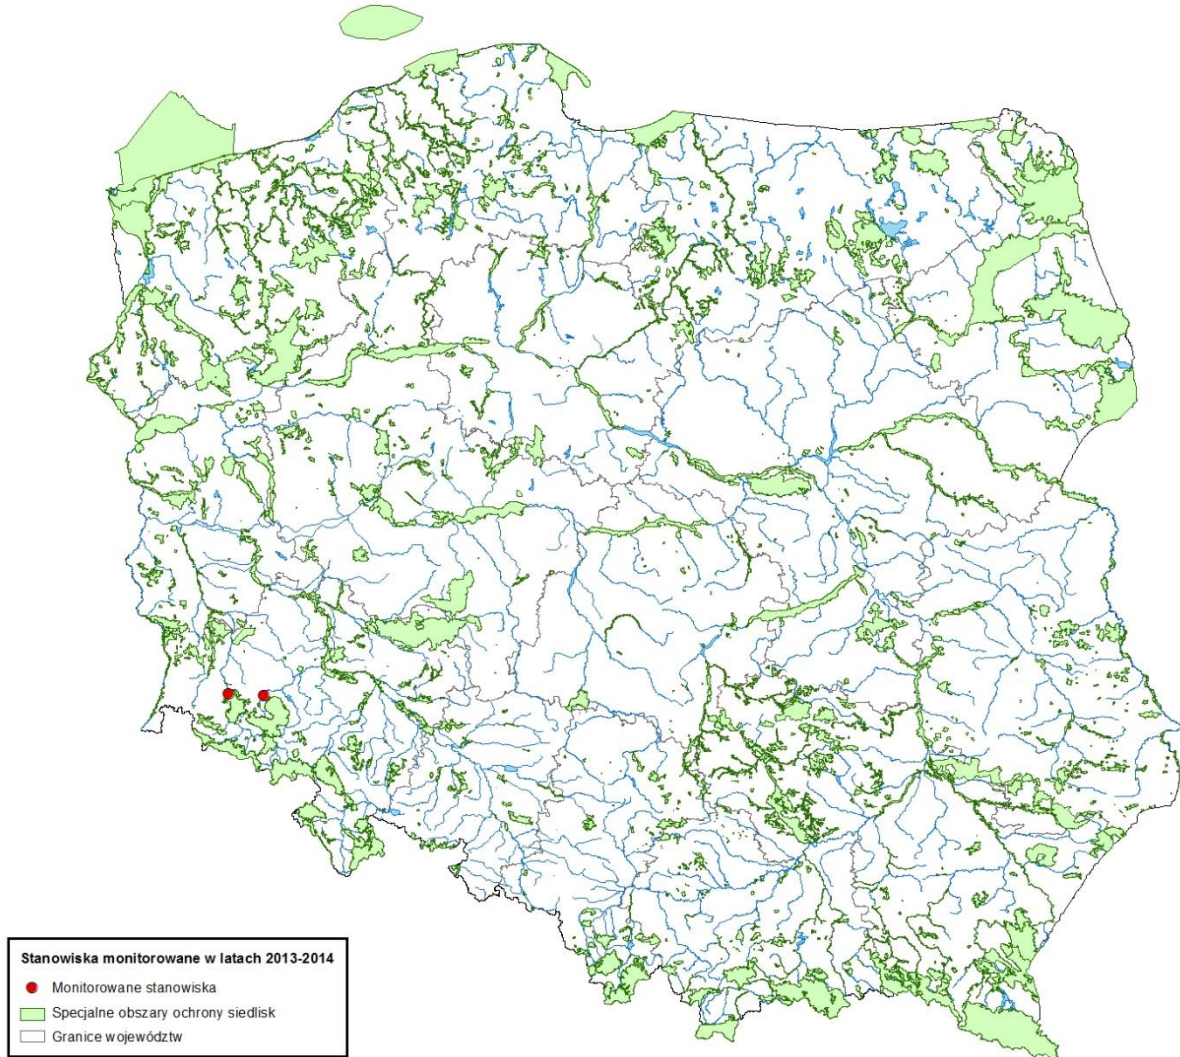 Stanowiska monitorowane w latach 2013-2014
Monitorowane stanowiska
Specjalne obszary ochrony siedlisk
Granice województw